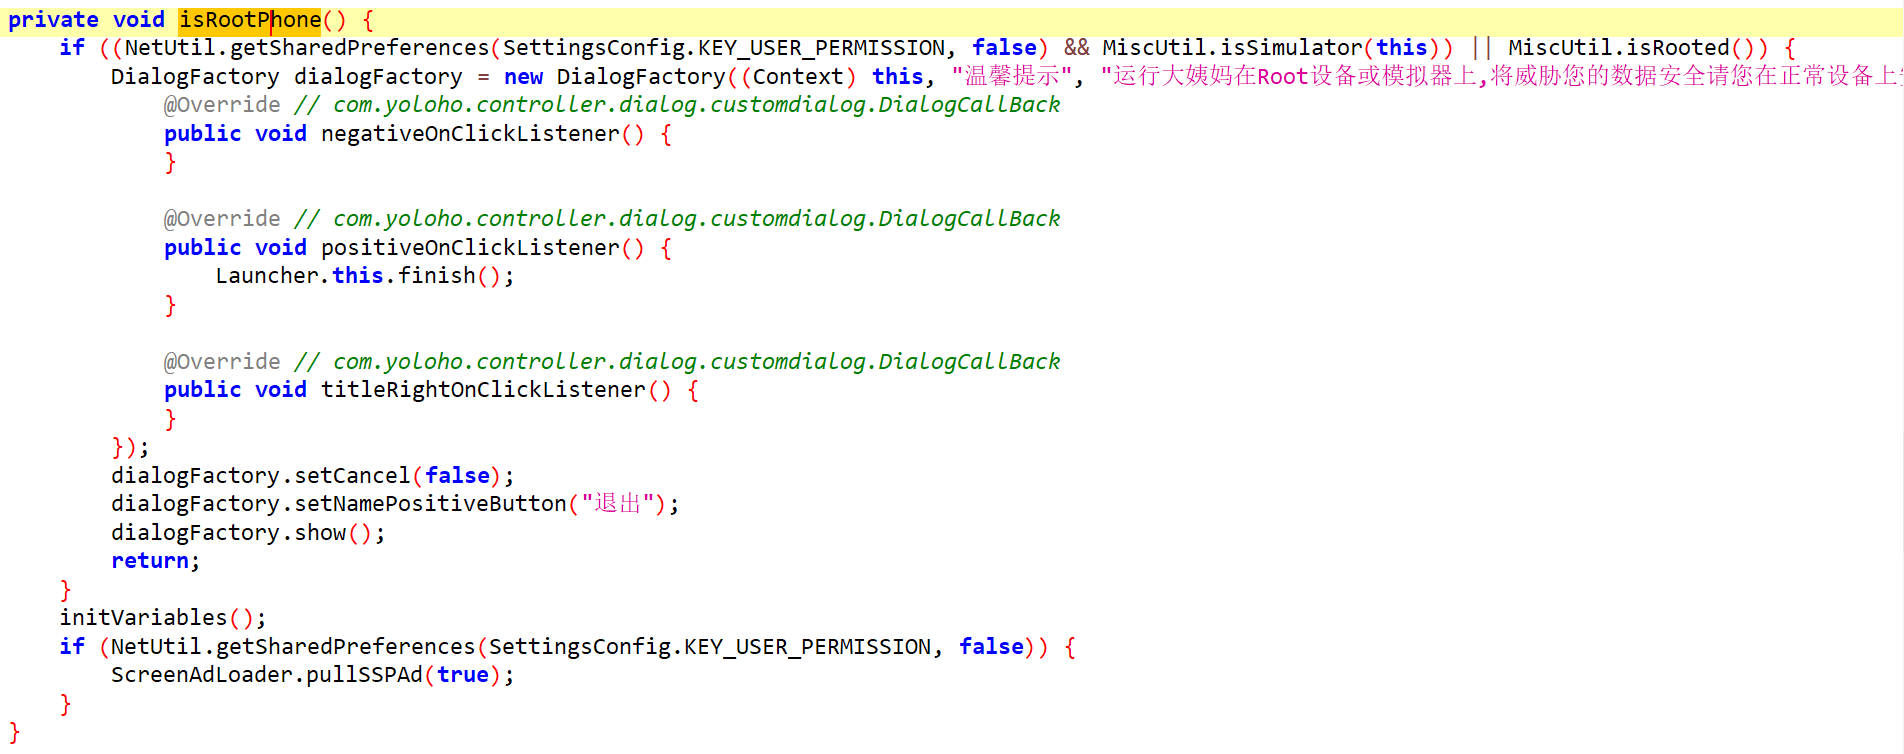 private void isRootPhone() {
if ((NetUtil.getSharedPreferences(SettingsConfig.KEY_USER_PERMISSION, false) && MiscUtil.isSimulator(this)) || MiscUtil.isRooted()) {
DialogFactory dialogFactory = new DialogFactory((Context) this, "温馨提示", "运行大姨妈在Root设备或模拟器上,将威胁您的数据安全请您在正常设备上
@Override // com.yoloho.controller.dialog.customdialog.DialogCallBack
public void negativeOnClickListener() {
}
@Override // com.yoloho.controller.dialog.customdialog.DialogCallBack
public void positiveOnClickListener() {
Launcher.this.finish();
}
@Override // com.yoloho.controller.dialog.customdialog.DialogCallBack
public void titleRightOnClickListener() {
}
});
dialogFactory.setCancel(false);
dialogFactory.setNamePositiveButton("退出");
dialogFactory.show();
return;
}
initVariables();
if (NetUtil.getSharedPreferences(SettingsConfig.KEY_USER_PERMISSION, false)) {
ScreenAdLoader.pullSSPAd(true);
}
}